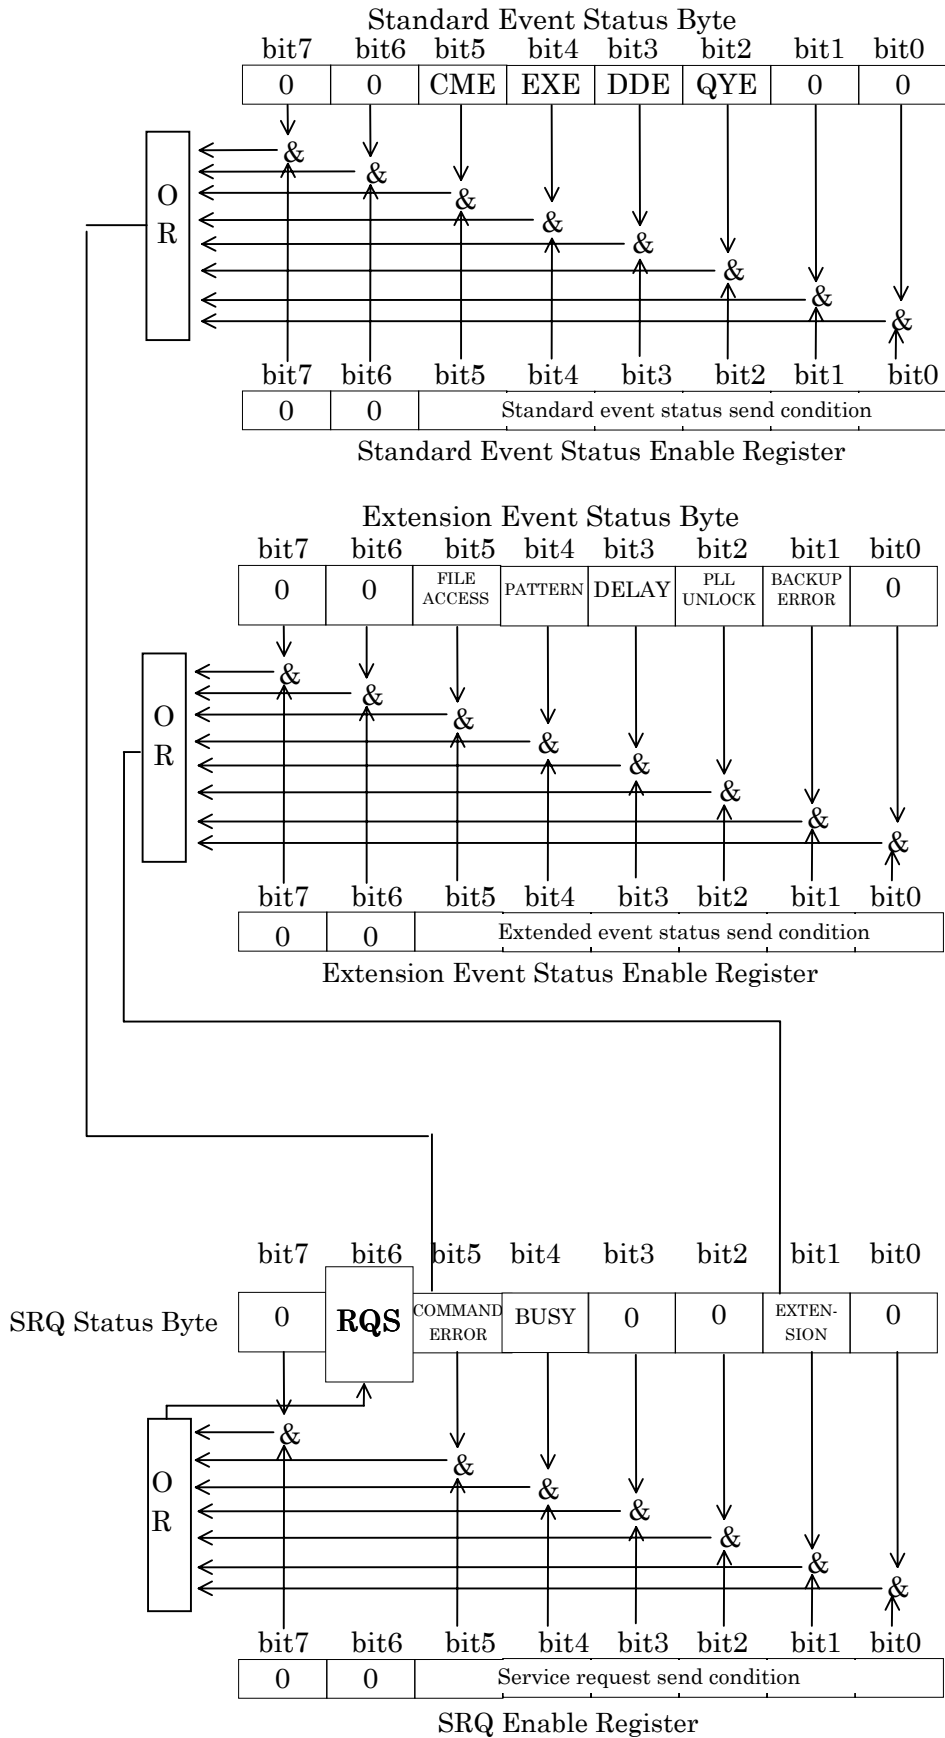 Standard Event Status Byte
bit7 bit6 bit5 bit4 bit3 bit2 bit1 bit0
0 0 CME EXE DDE QYE 0 0
&
&
&
&
&
&
&
&
O
R
bit7 bit6 bit5 bit4 bit3 bit2 bit1 bit0
0 0 Standard event status send condition
Standard Event Status Enable Register
Extension Event Status Byte
bit7 bit6 bit5 bit4 bit3 bit2 bit1 bit0
0 0 FILE ACCESS PATTERN DELAY PLL UNLOCK BACKUP ERROR 0
&
&
&
&
&
&
&
&
O
R
bit7 bit6 bit5 bit4 bit3 bit2 bit1 bit0
0 0 Extended event status send condition
Extension Event Status Enable Register
bit7 bit6 bit5 bit4 bit3 bit2 bit1 bit0
SRQ Status Byte 0 RQS COMMAND ERROR BUSY 0 0 EXTEN- SION 0
&
&
&
&
&
&
&
O
R
bit7 bit6 bit5 bit4 bit3 bit2 bit1 bit0
0 0 Service request send condition
SRQ Enable Register